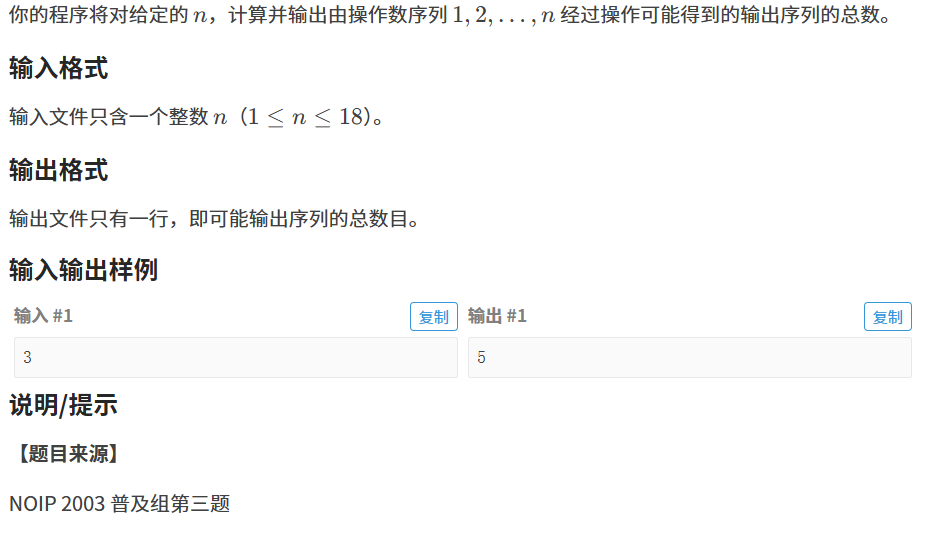 你的程序将对给定的 n，计算并输出由操作数序列 1, 2, . . . , n 经过操作可能得到的输出序列的总数。
输入格式
输入文件只含一个整数 n（1 ≤ n ≤ 18）。
输出格式
输出文件只有一行，即可能输出序列的总数目。
输入输出样例
输入 #1 复制 输出 #1 复制
3 5
说明/提示
【题目来源】
NOIP 2003 普及组第三题